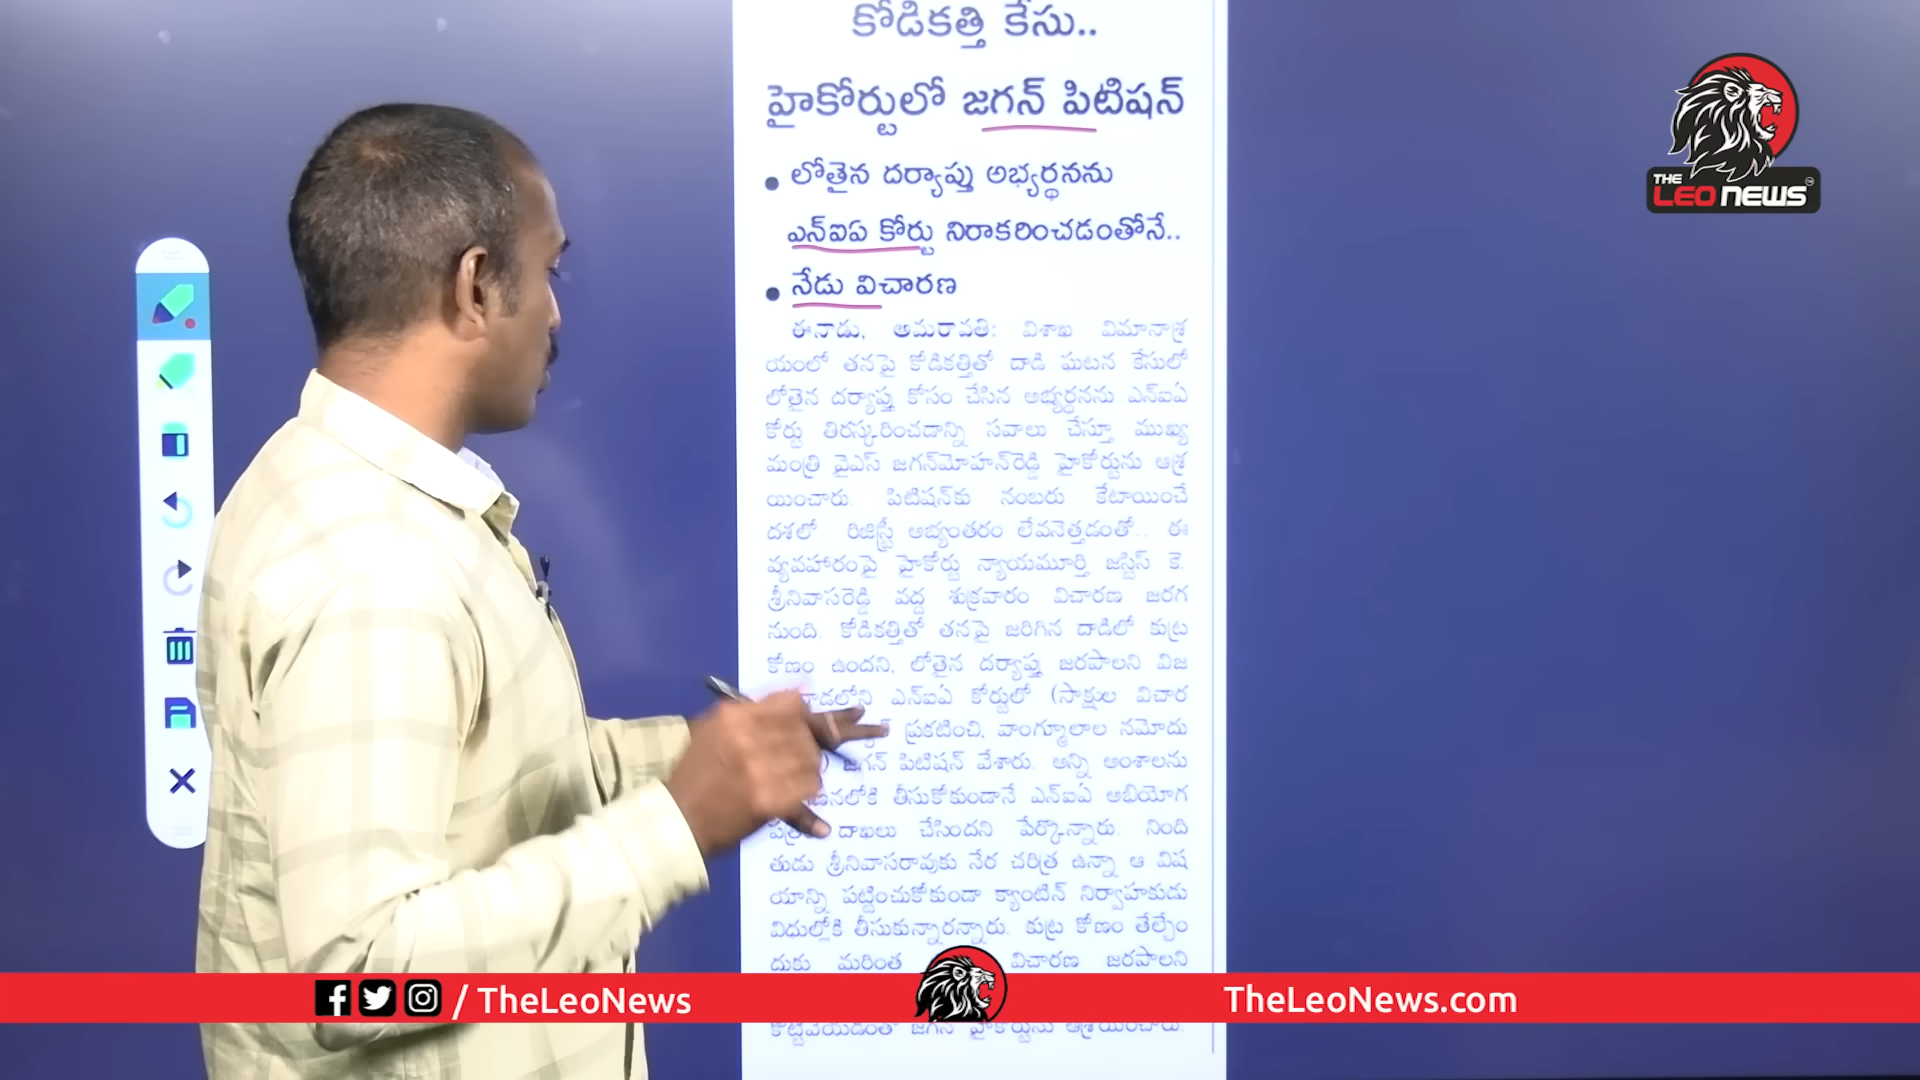 కోడికత్తి కేసు..
హైకోర్టులో జగన్ పిటిషన్
• లోతైన దర్యాప్తు అభ్యర్థనను
ఎన్ఐఏ కోర్టు నిరాకరించడంతోనే..
• నేడు విచారణ
ఈనాడు, అమరావతి: విశాఖ విమానాశ్ర
యంలో తనపై కోడికత్తితో దాడి ఘటన కేసులో
లోతైన దర్యాప్తు కోసం చేసిన అభ్యర్థనను ఎన్ఐఏ
కోర్టు తిరస్కరించడాన్ని సవాలు చేస్తూ ముఖ్య
మంత్రి వైఎస్ జగన్‌మోహన్‌రెడ్డి హైకోర్టును ఆశ్ర
యించారు. పిటిషన్‌కు నంబరు కేటాయించే
దశలో రిజిస్ట్రీ అభ్యంతరం లేవనెత్తడంతో.. ఈ
వ్యవహారంపై హైకోర్టు న్యాయమూర్తి జస్టిస్ కె.
శ్రీనివాసరెడ్డి వద్ద శుక్రవారం విచారణ జరగ
నుంది. కోడికత్తితో తనపై జరిగిన దాడిలో కుట్ర
కోణం ఉందని, లోతైన దర్యాప్తు జరపాలని విజ
ఎన్ఐఏ కోర్టులో (సాక్షుల విచార
ప్రకటించి, వాంగ్మూలాల నమోదు
జగన్ పిటిషన్ వేశారు. అన్ని అంశాలను
తీసుకోకుండానే ఎన్ఐఏ అభియోగ
దాఖలు చేసిందని పేర్కొన్నారు. నింది
తుడు శ్రీనివాసరావుకు నేర చరిత్ర ఉన్నా ఆ విష
యాన్ని పట్టించుకోకుండా క్యాంటిన్ నిర్వాహకుడు
విధుల్లోకి తీసుకున్నారన్నారు. కుట్ర కోణం తేల్చేం
దుకు మరింత విచారణ జరపాలని
కొట్టివేయడంతో జగన్ హైకోర్టును ఆశ్రయించారు.
THE
LEO NEWS
/ TheLeoNews
TheLeoNews.com